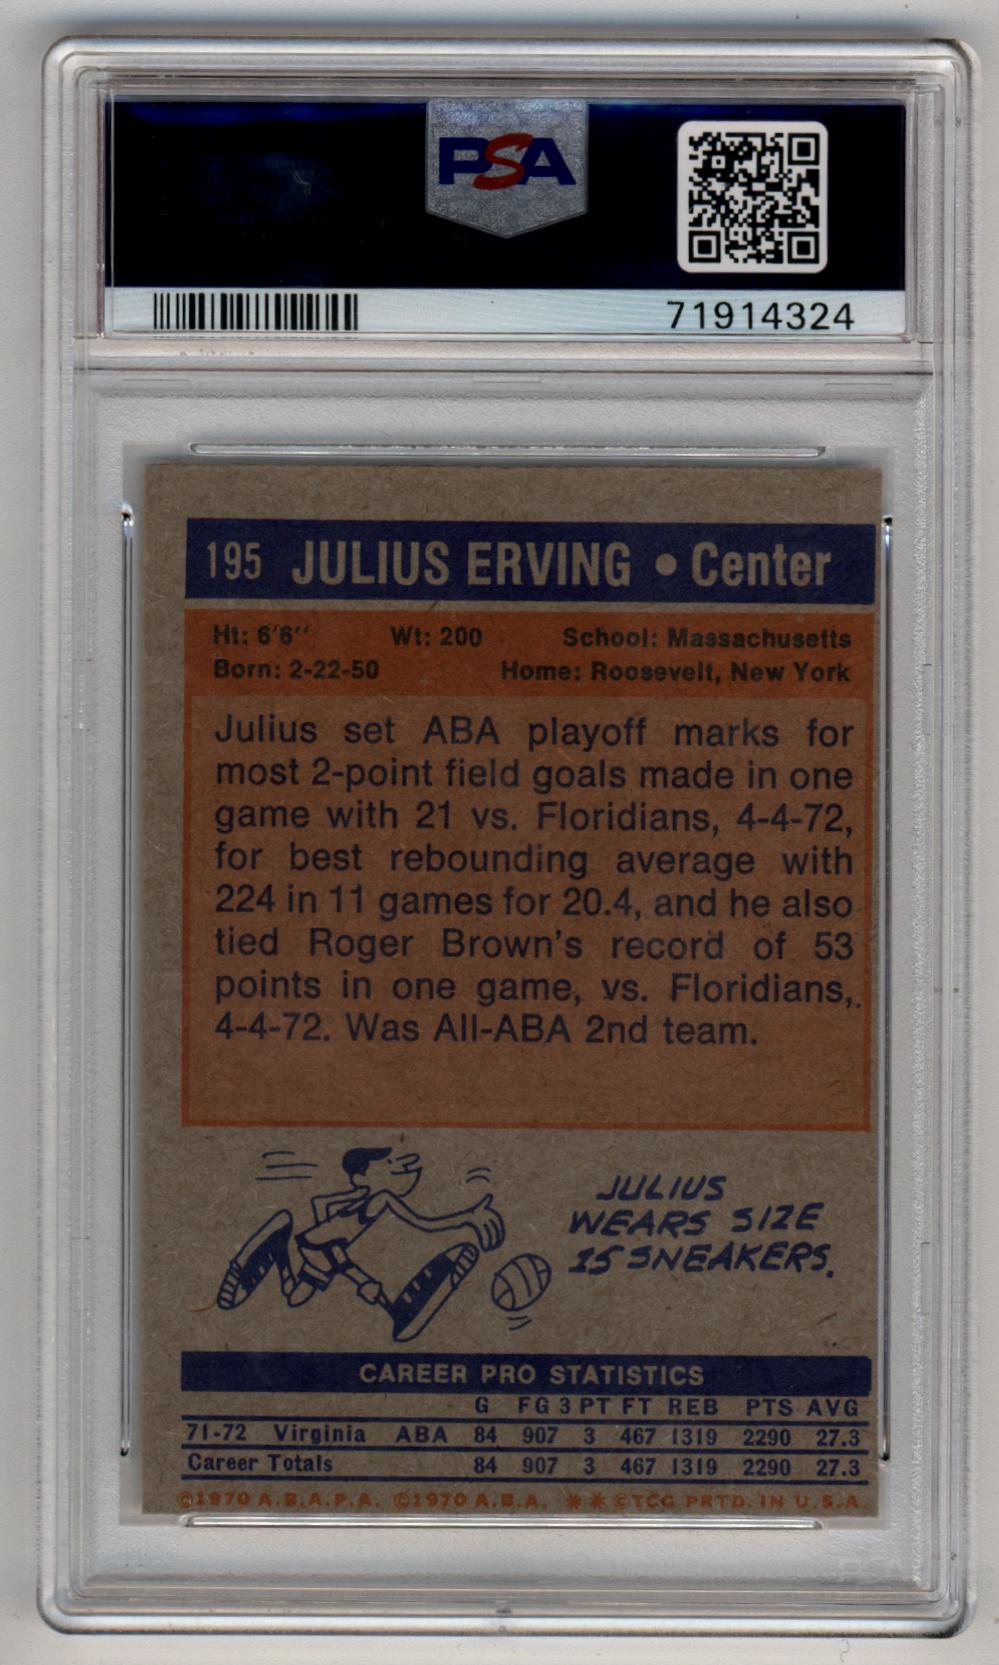 PSA
71914324
195 JULIUS ERVING • Center
Ht: 6'6" Wt: 200 School: Massachusetts
Born: 2-22-50 Home: Roosevelt, New York
Julius set ABA playoff marks for
most 2-point field goals made in one
game with 21 vs. Floridians, 4-4-72,
for best rebounding average with
224 in 11 games for 20.4, and he also
tied Roger Brown's record of 53
points in one game, vs. Floridians,.
4-4-72. Was All-ABA 2nd team.
JULIUS
WEARS SIZE
15 SNEAKERS.
CAREER PRO STATISTICS
G FG 3PT FT REB PTS AVG
71-72 Virginia ABA 84 907 3 467 1319 2290 27.3
Career Totals 84 907 3 467 1319 2290 27.3
©1970 A.B.A.P.A. ©1970 A.B.A. ** ©TCG PRTD. IN U.S.A.
PSA